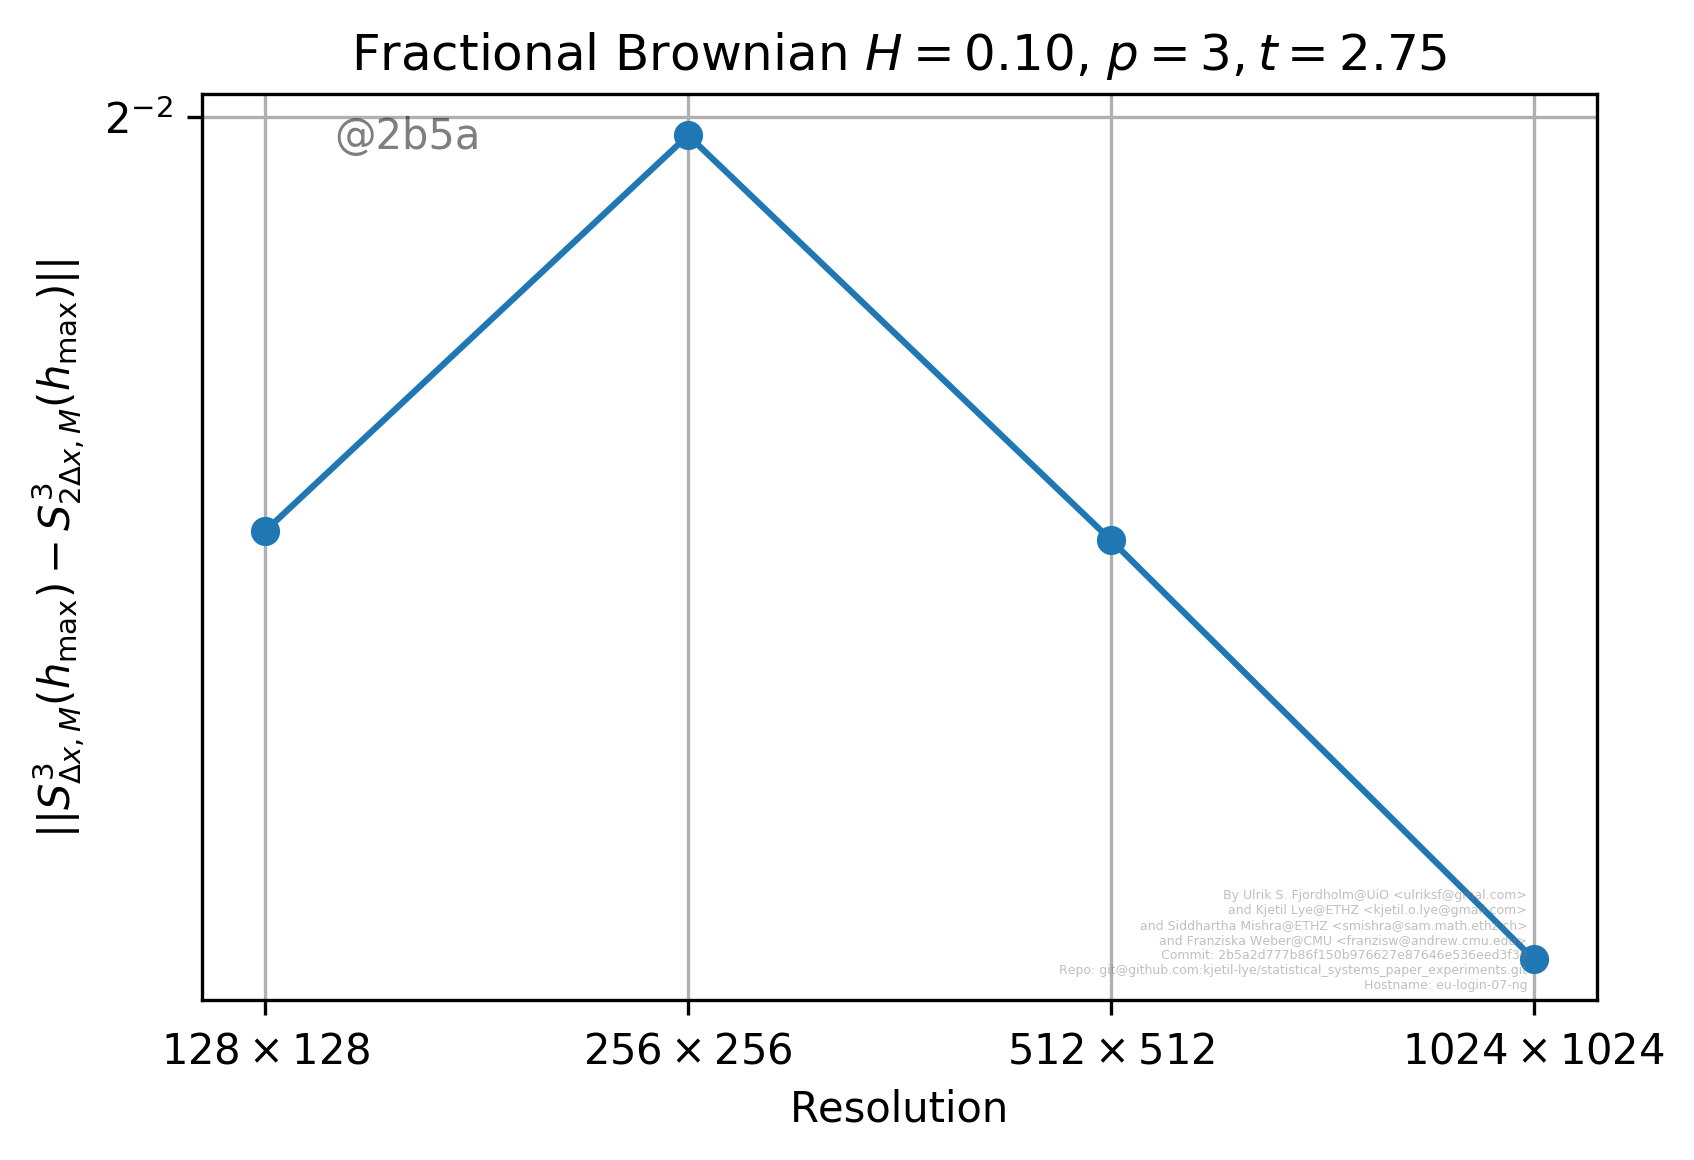 Fractional Brownian H = 0.10, p = 3, t = 2.75
2⁻²
@2b5a
||S³_{Δx,M}(h_max) − S³_{2Δx,M}(h_max)||
By Ulrik S. Fjordholm@UiO <ulriksf@gmal.com>
and Kjetil Lye@ETHZ <kjetil.o.lye@gmail.com>
and Siddhartha Mishra@ETHZ <smishra@sam.math.ethz.ch>
and Franziska Weber@CMU <franzisw@andrew.cmu.edu>
Commit:
Repo: git@github.com:kjetil-lye/statistical_systems_paper_experiments.git
Hostname: eu-login-07-ng
128 × 128
256 × 256
512 × 512
1024 × 1024
Resolution